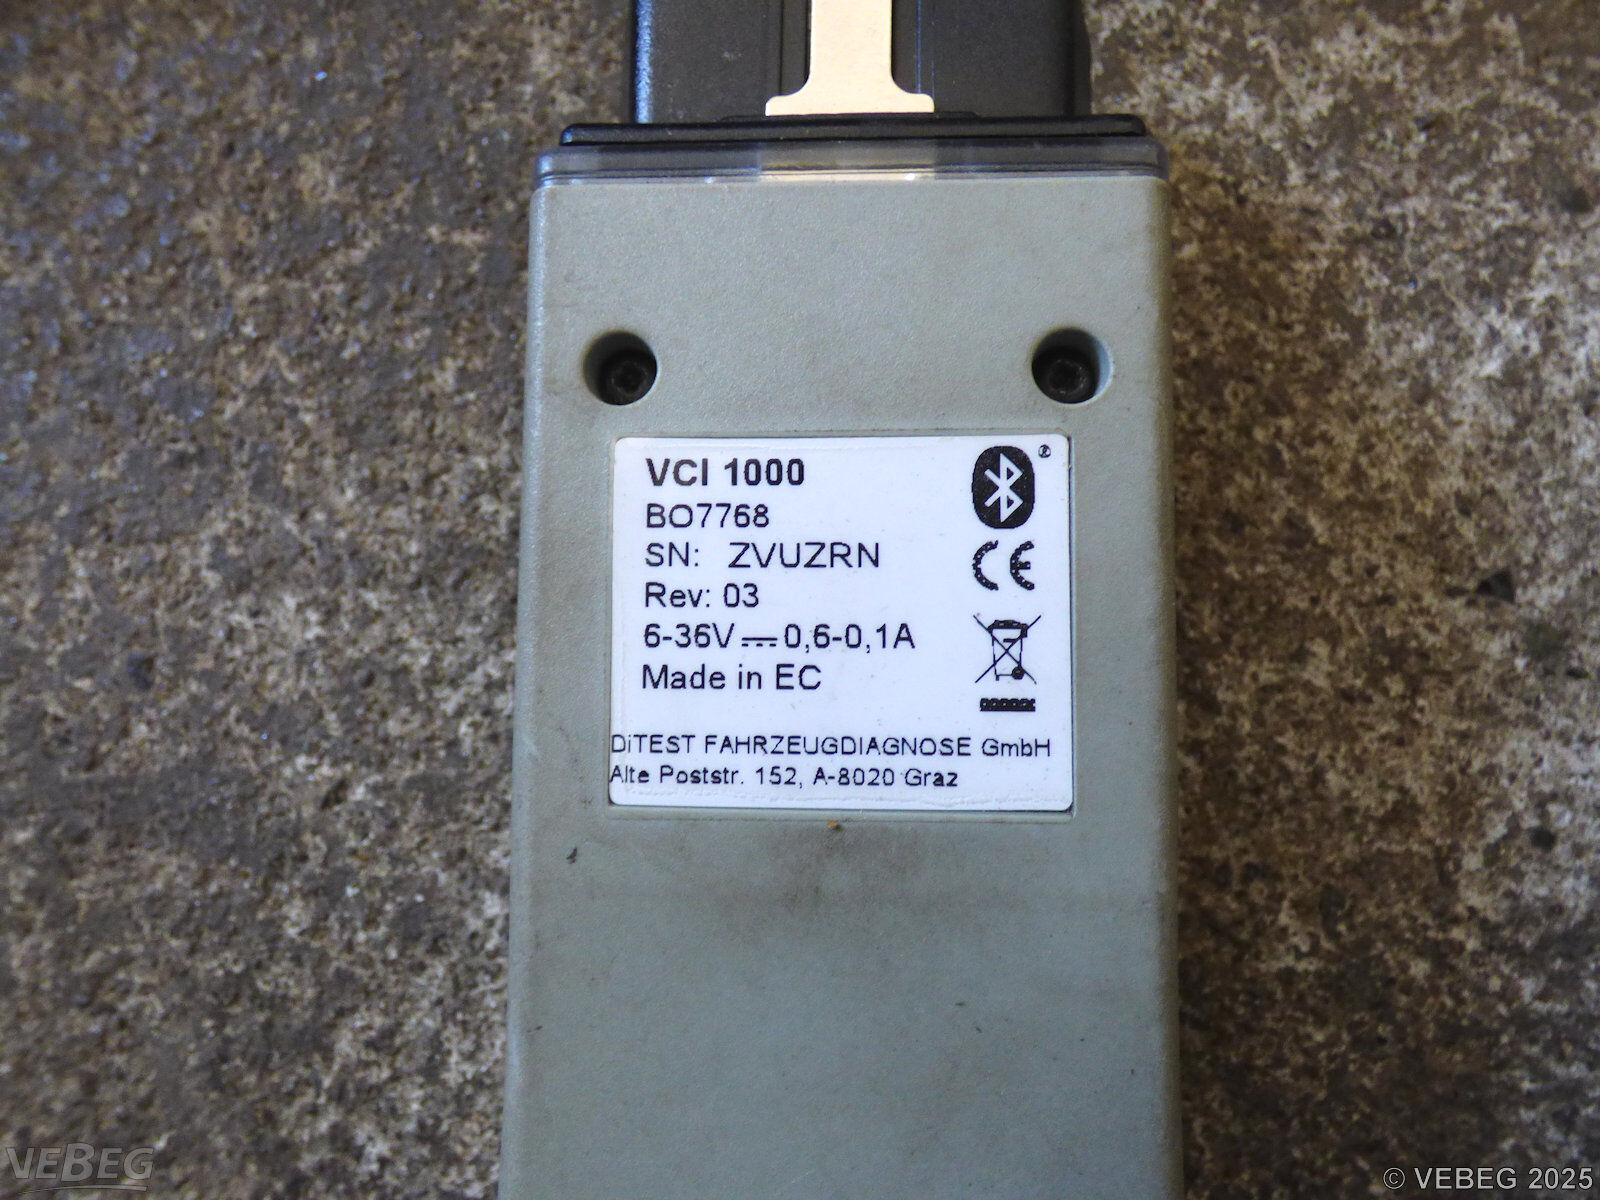 VCI 1000
BO7768
SN: ZVUZRN
Rev: 03
6-36V⎓0,6-0,1A
Made in EC
DiTEST FAHRZEUGDIAGNOSE GmbH
Alte Poststr. 152, A-8020 Graz
®
CE
VEBEG
© VEBEG 2025